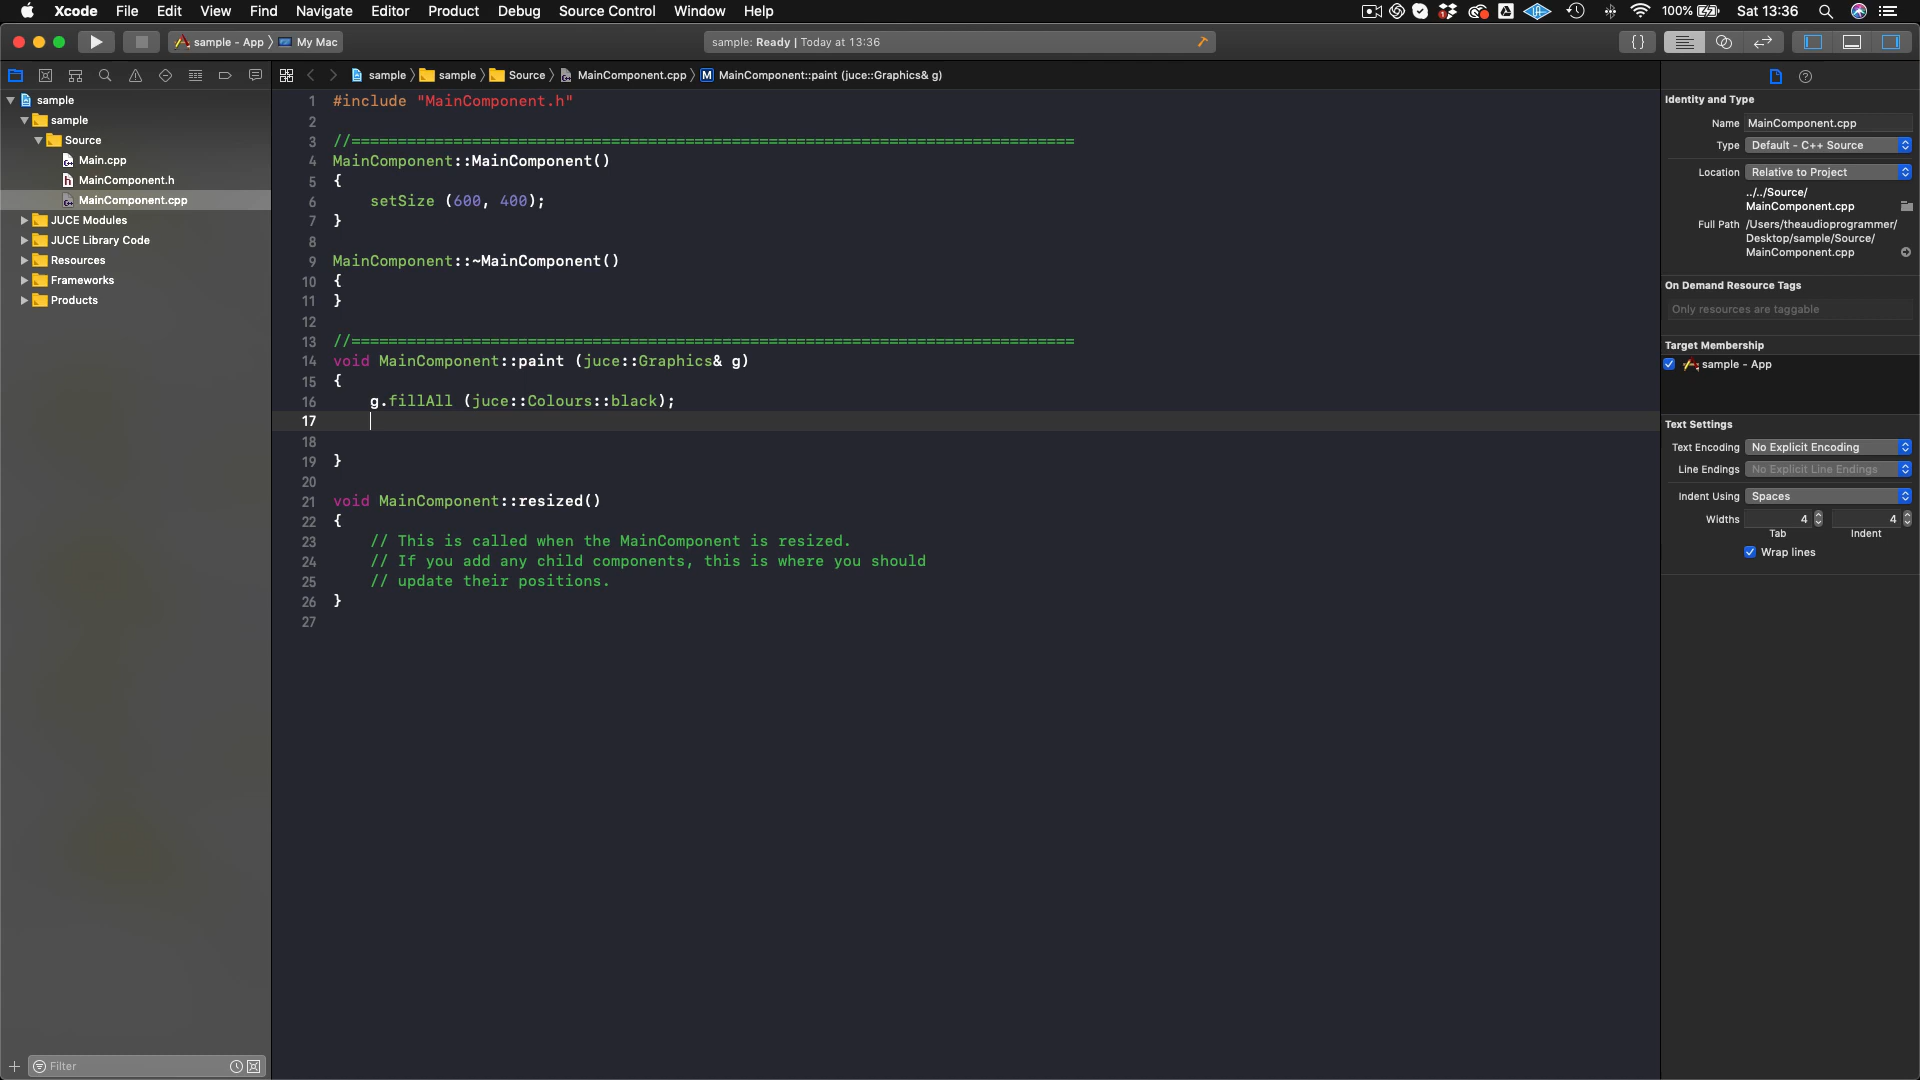 Xcode File Edit View Find Navigate Editor Product Debug Source Control Window Help 100% Sat 13:36
sample - App 〉 My Mac
sample: Ready | Today at 13:36
{}
sample 〉 sample 〉 Source 〉 MainComponent.cpp 〉 M MainComponent::paint (juce::Graphics& g)
sample
sample
Source
Main.cpp
MainComponent.h
MainComponent.cpp
JUCE Modules
JUCE Library Code
Resources
Frameworks
Products
Filter
1 #include "MainComponent.h"
2
3 //==============================================================================
4 MainComponent::MainComponent()
5 {
6 setSize (600, 400);
7 }
8
9 MainComponent::~MainComponent()
10 {
11 }
12
13 //==============================================================================
14 void MainComponent::paint (juce::Graphics& g)
15 {
16 g.fillAll (juce::Colours::black);
17
18
19 }
20
21 void MainComponent::resized()
22 {
23 // This is called when the MainComponent is resized.
24 // If you add any child components, this is where you should
25 // update their positions.
26 }
27
Identity and Type
Name MainComponent.cpp
Type Default - C++ Source
Location Relative to Project
../../Source/
MainComponent.cpp
Full Path /Users/theaudioprogrammer/
Desktop/sample/Source/
MainComponent.cpp
On Demand Resource Tags
Only resources are taggable
Target Membership
sample - App
Text Settings
Text Encoding No Explicit Encoding
Line Endings No Explicit Line Endings
Indent Using Spaces
Widths 4 4
Tab Indent
Wrap lines